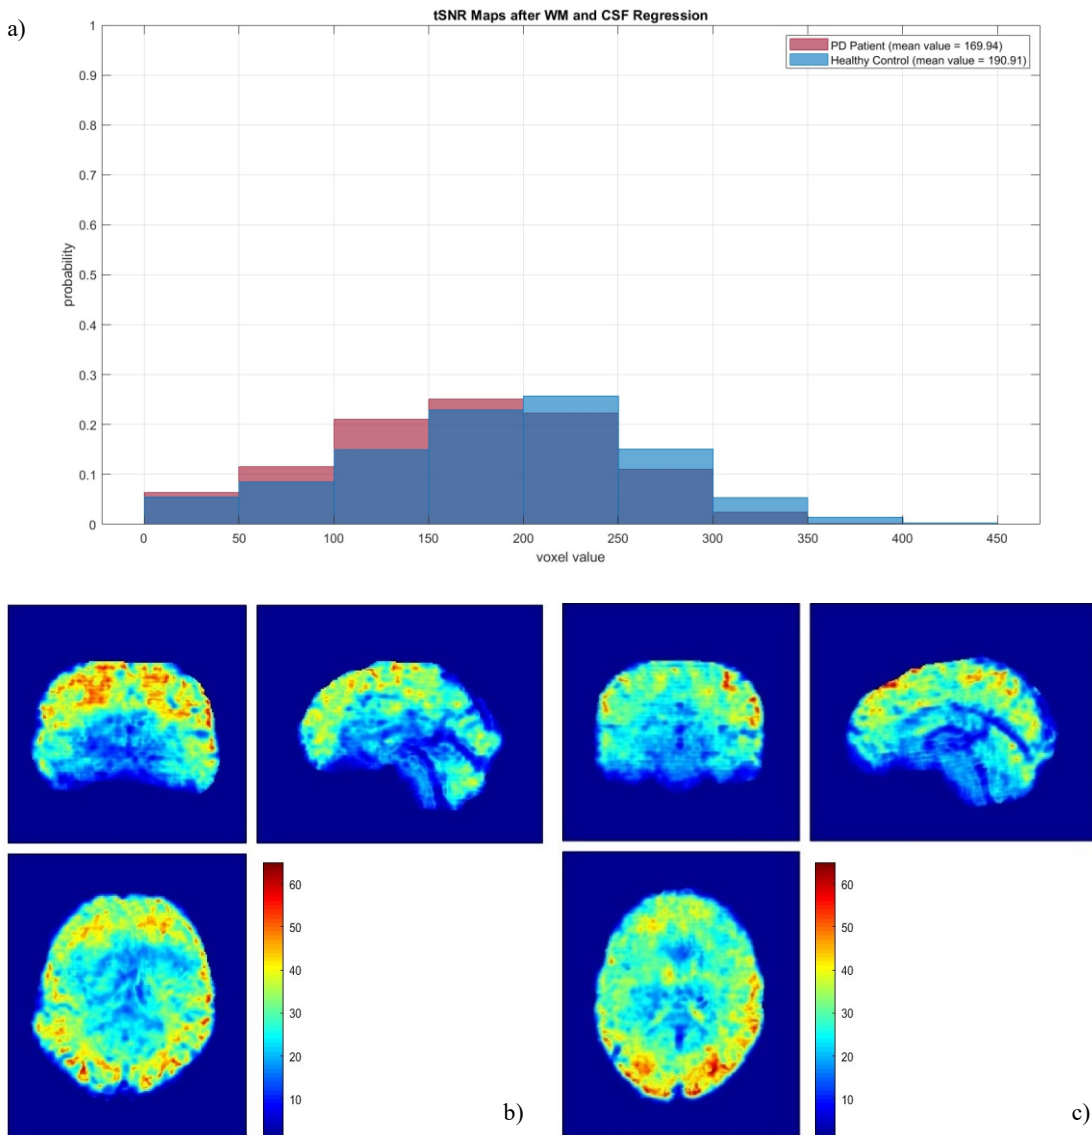 a)
tSNR Maps after WM and CSF Regression
PD Patient (mean value = 169.94)
Healthy Control (mean value = 190.91)
1
0.9
0.8
0.7
0.6
0.5
0.4
0.3
0.2
0.1
0
probability
0 50 100 150 200 250 300 350 400 450
voxel value
60
50
40
30
20
10
b)
60
50
40
30
20
10
c)